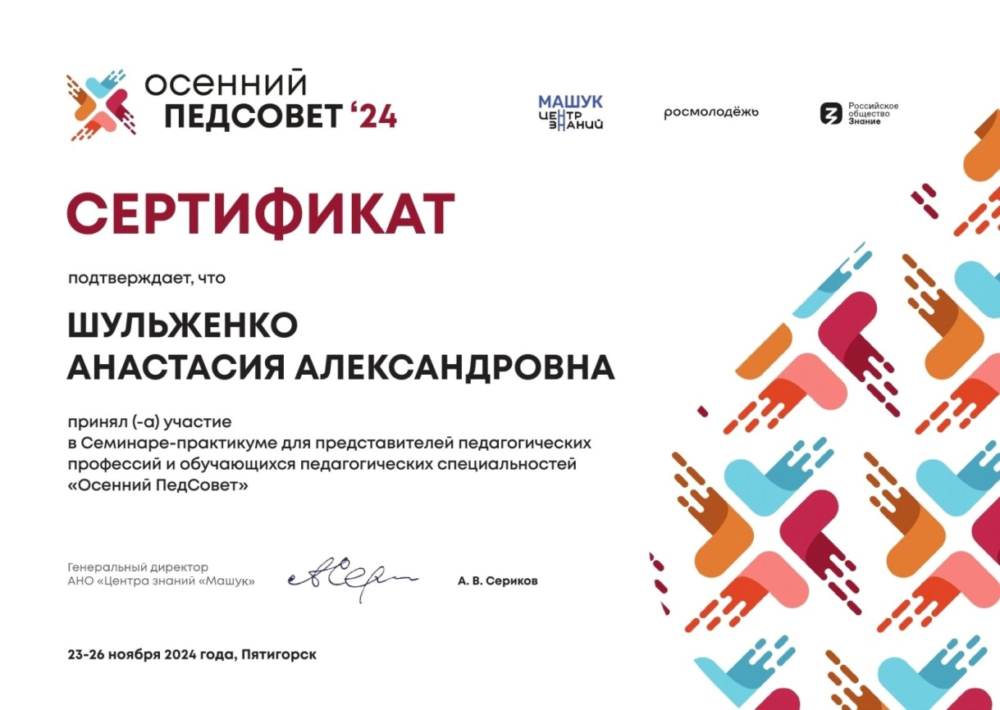 осенний
ПЕДСОВЕТ ‘24
МАШУК
ЦЕНТР
ЗНАНИЙ
росмолодёжь
Российское
общество
Знание
СЕРТИФИКАТ
подтверждает, что
ШУЛЬЖЕНКО
АНАСТАСИЯ АЛЕКСАНДРОВНА
принял (-а) участие
в Семинаре-практикуме для представителей педагогических
профессий и обучающихся педагогических специальностей
«Осенний ПедСовет»
Генеральный директор
АНО «Центра знаний «Машук»
А. В. Сериков
23-26 ноября 2024 года, Пятигорск